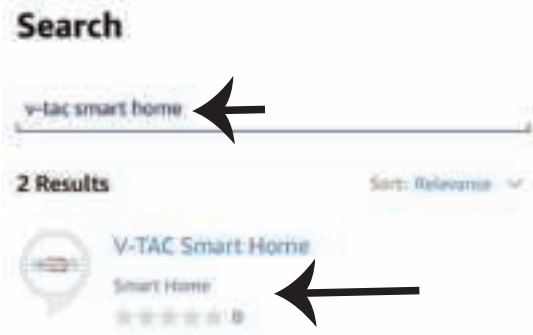 Search
v-tac smart home
2 Results Sort: Relevance
V-TAC Smart Home
Smart Home
0